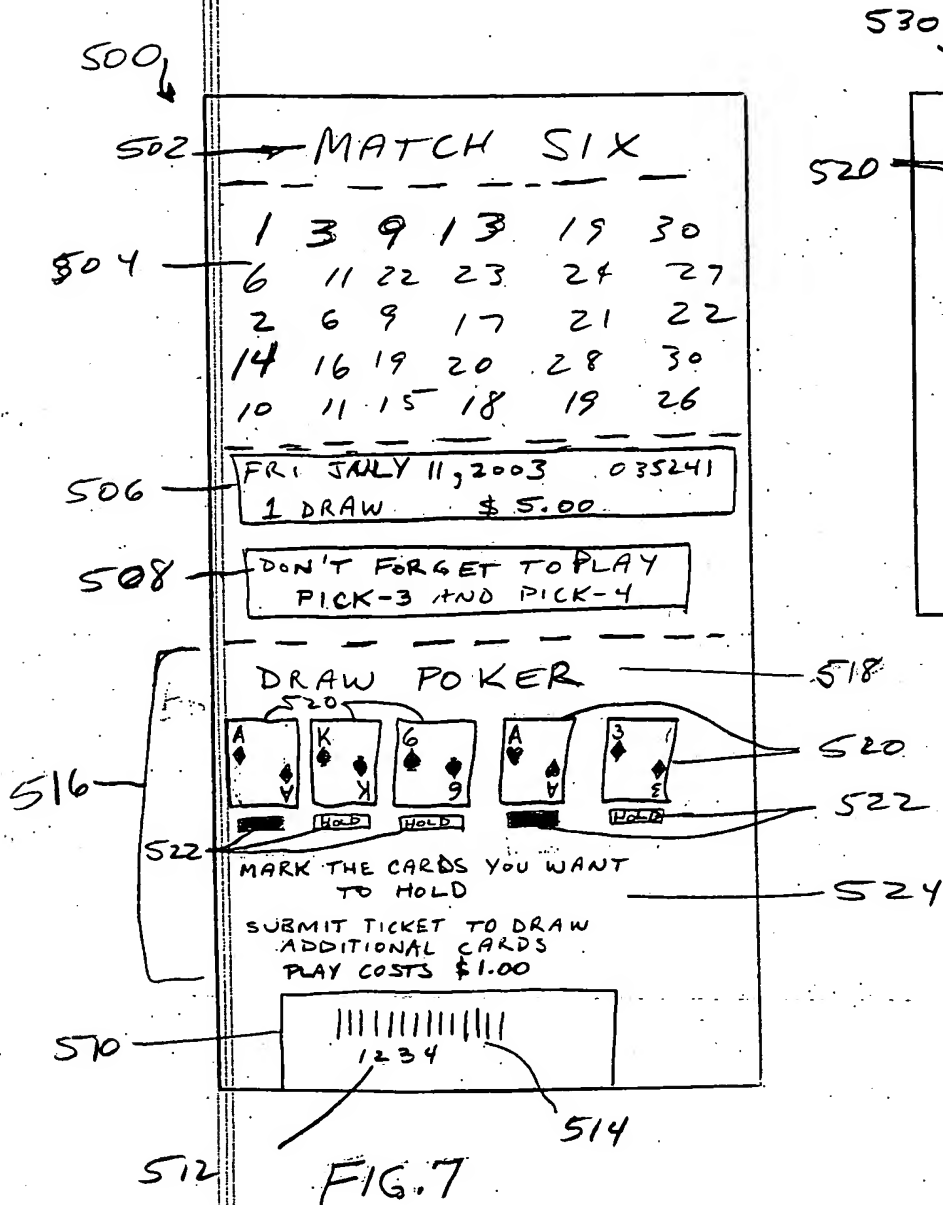 530
500
502 MATCH SIX
520
1 3 9 13 19 30
504 6 11 22 23 24 27
2 6 9 17 21 22
14 16 19 20 28 30
10 11 15 18 19 26
506 FRI JULY 11, 2003 035241
1 DRAW $5.00
508 DON'T FORGET TO PLAY
PICK-3 AND PICK-4
DRAW POKER 518
520
A K 6 A 3
520
A K 6 A 3
516
HOLD HOLD HOLD 522
522
MARK THE CARDS YOU WANT
TO HOLD 524
SUBMIT TICKET TO DRAW
ADDITIONAL CARDS
PLAY COSTS $1.00
510
1234
514
512
FIG. 7